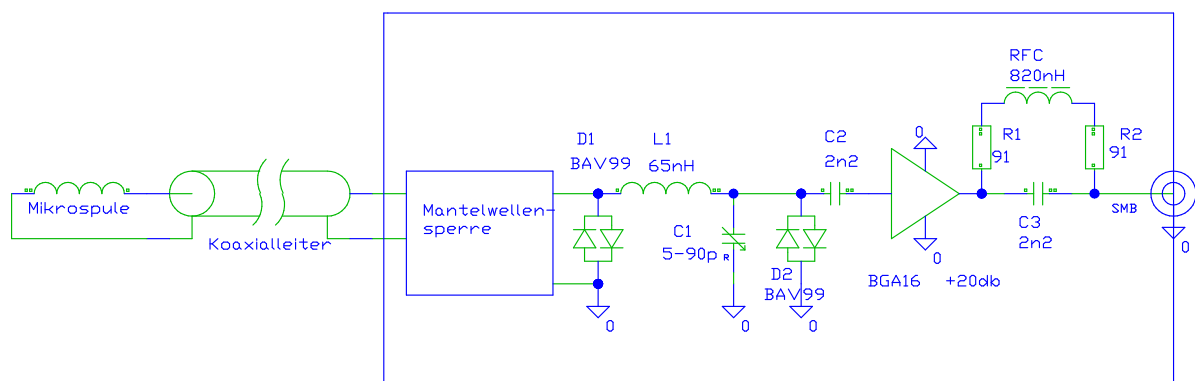 RFC
820nH
D1
BAV99
L1
65nH
C2
2n2
0
R1
91
R2
91
Mikrospule
Koaxialleiter
Mantelwellen-
sperre
C1
5-90p
R
D2
BAV99
0
BGA16 +20db
C3
2n2
SMB
0
0
0
0